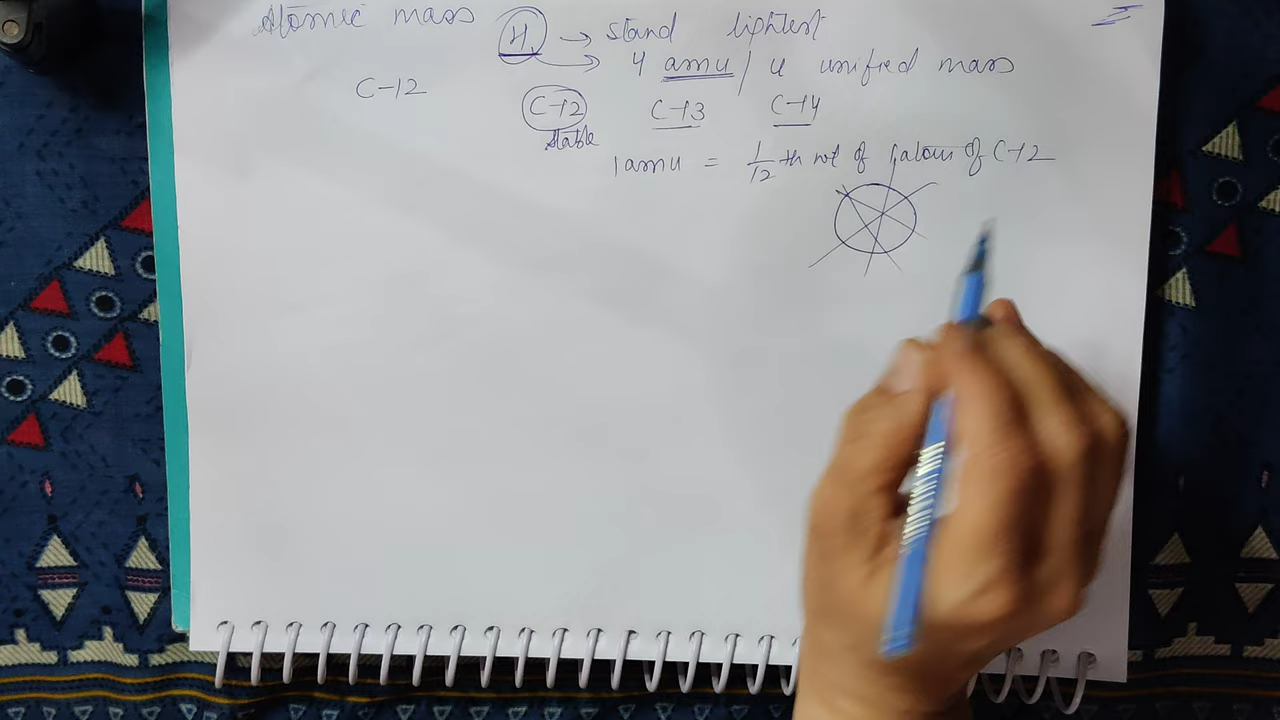 Atomic mass H, → stand lightest
→ 4 amu / u unified mass
C-12 C-12 C-13 C-14
stable
1 amu = 1/12 th wt of 1 atom of C-12